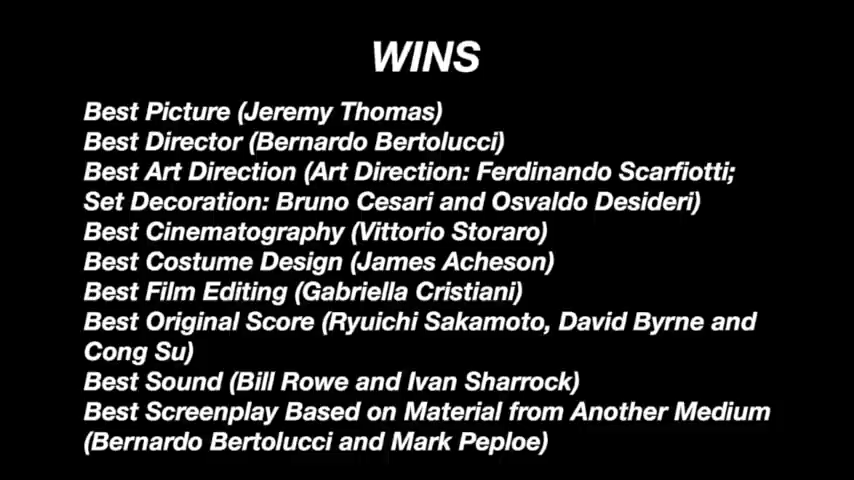 WINS
Best Picture (Jeremy Thomas)
Best Director (Bernardo Bertolucci)
Best Art Direction (Art Direction: Ferdinando Scarfiotti;
Set Decoration: Bruno Cesari and Osvaldo Desideri)
Best Cinematography (Vittorio Storaro)
Best Costume Design (James Acheson)
Best Film Editing (Gabriella Cristiani)
Best Original Score (Ryuichi Sakamoto, David Byrne and
Cong Su)
Best Sound (Bill Rowe and Ivan Sharrock)
Best Screenplay Based on Material from Another Medium
(Bernardo Bertolucci and Mark Peploe)